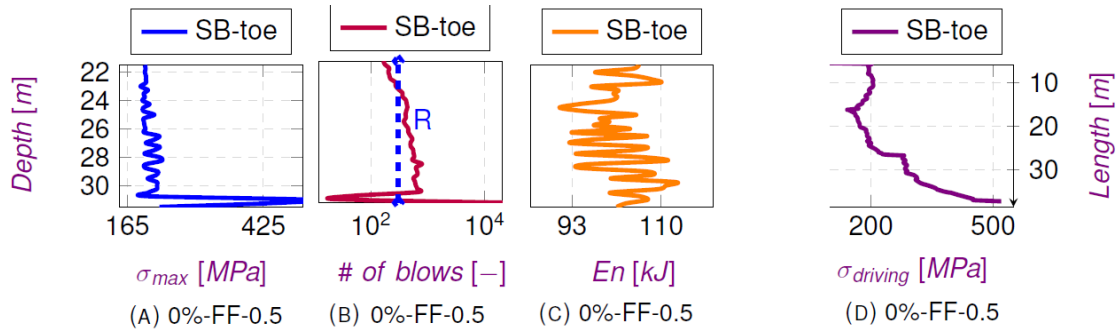 SB-toe SB-toe SB-toe SB-toe
22
24
26
28
30
Depth [m]
165 425
σmax [MPa]
(A) 0%-FF-0.5
R
10² 10⁴
# of blows [−]
(B) 0%-FF-0.5
93 110
En [kJ]
(C) 0%-FF-0.5
10
20
30
Length [m]
200 500
σdriving [MPa]
(D) 0%-FF-0.5